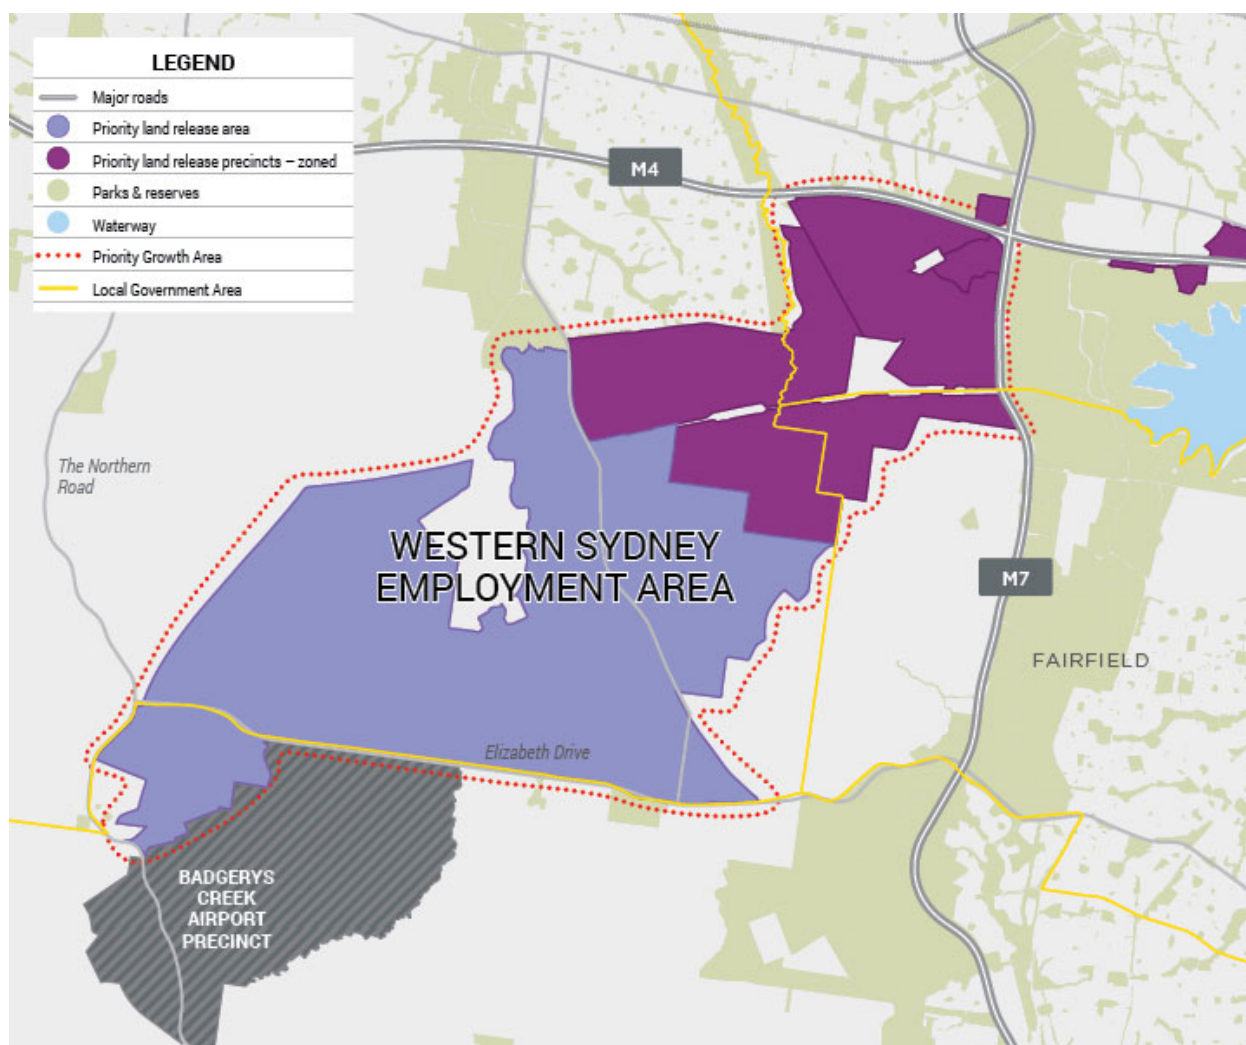 LEGEND
Major roads
Priority land release area
Priority land release precincts – zoned
Parks & reserves
Waterway
Priority Growth Area
Local Government Area
M4
The Northern
Road
WESTERN SYDNEY
EMPLOYMENT AREA
M7
FAIRFIELD
Elizabeth Drive
BADGERYS
CREEK
AIRPORT
PRECINCT